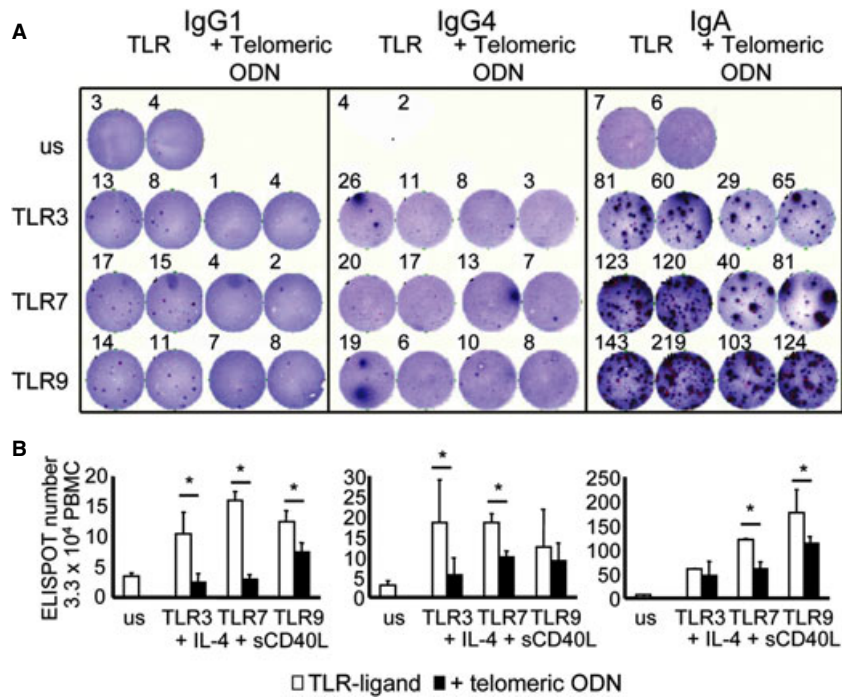 A
IgG1 IgG4 IgA
TLR + Telomeric TLR + Telomeric TLR + Telomeric
ODN ODN ODN
us 3 4 4 2 7 6
TLR3 13 8 1 4 26 11 8 3 81 60 29 65
TLR7 17 15 4 2 20 17 13 7 123 120 40 81
TLR9 14 11 7 8 19 6 10 8 143 219 103 124
B
ELISPOT number
3.3 x 10⁴ PBMC
20
15
10
5
0
* * *
us TLR3 TLR7 TLR9
+ IL-4 + sCD40L
30
25
20
15
10
5
0
* *
us TLR3 TLR7 TLR9
+ IL-4 + sCD40L
250
200
150
100
50
0
* *
us TLR3 TLR7 TLR9
+ IL-4 + sCD40L
TLR-ligand + telomeric ODN